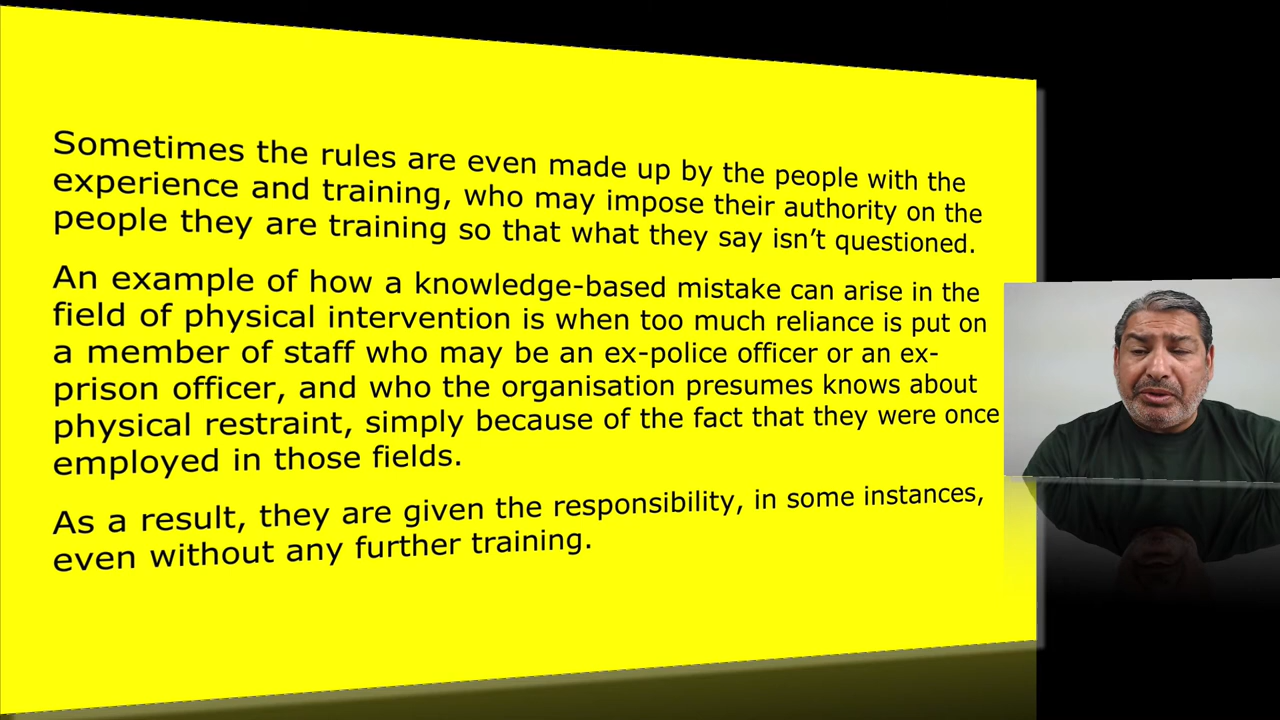 Sometimes the rules are even made up by the people with the
experience and training, who may impose their authority on the
people they are training so that what they say isn’t questioned.
An example of how a knowledge-based mistake can arise in the
field of physical intervention is when too much reliance is put on
a member of staff who may be an ex-police officer or an ex-
prison officer, and who the organisation presumes knows about
physical restraint, simply because of the fact that they were once
employed in those fields.
As a result, they are given the responsibility, in some instances,
even without any further training.